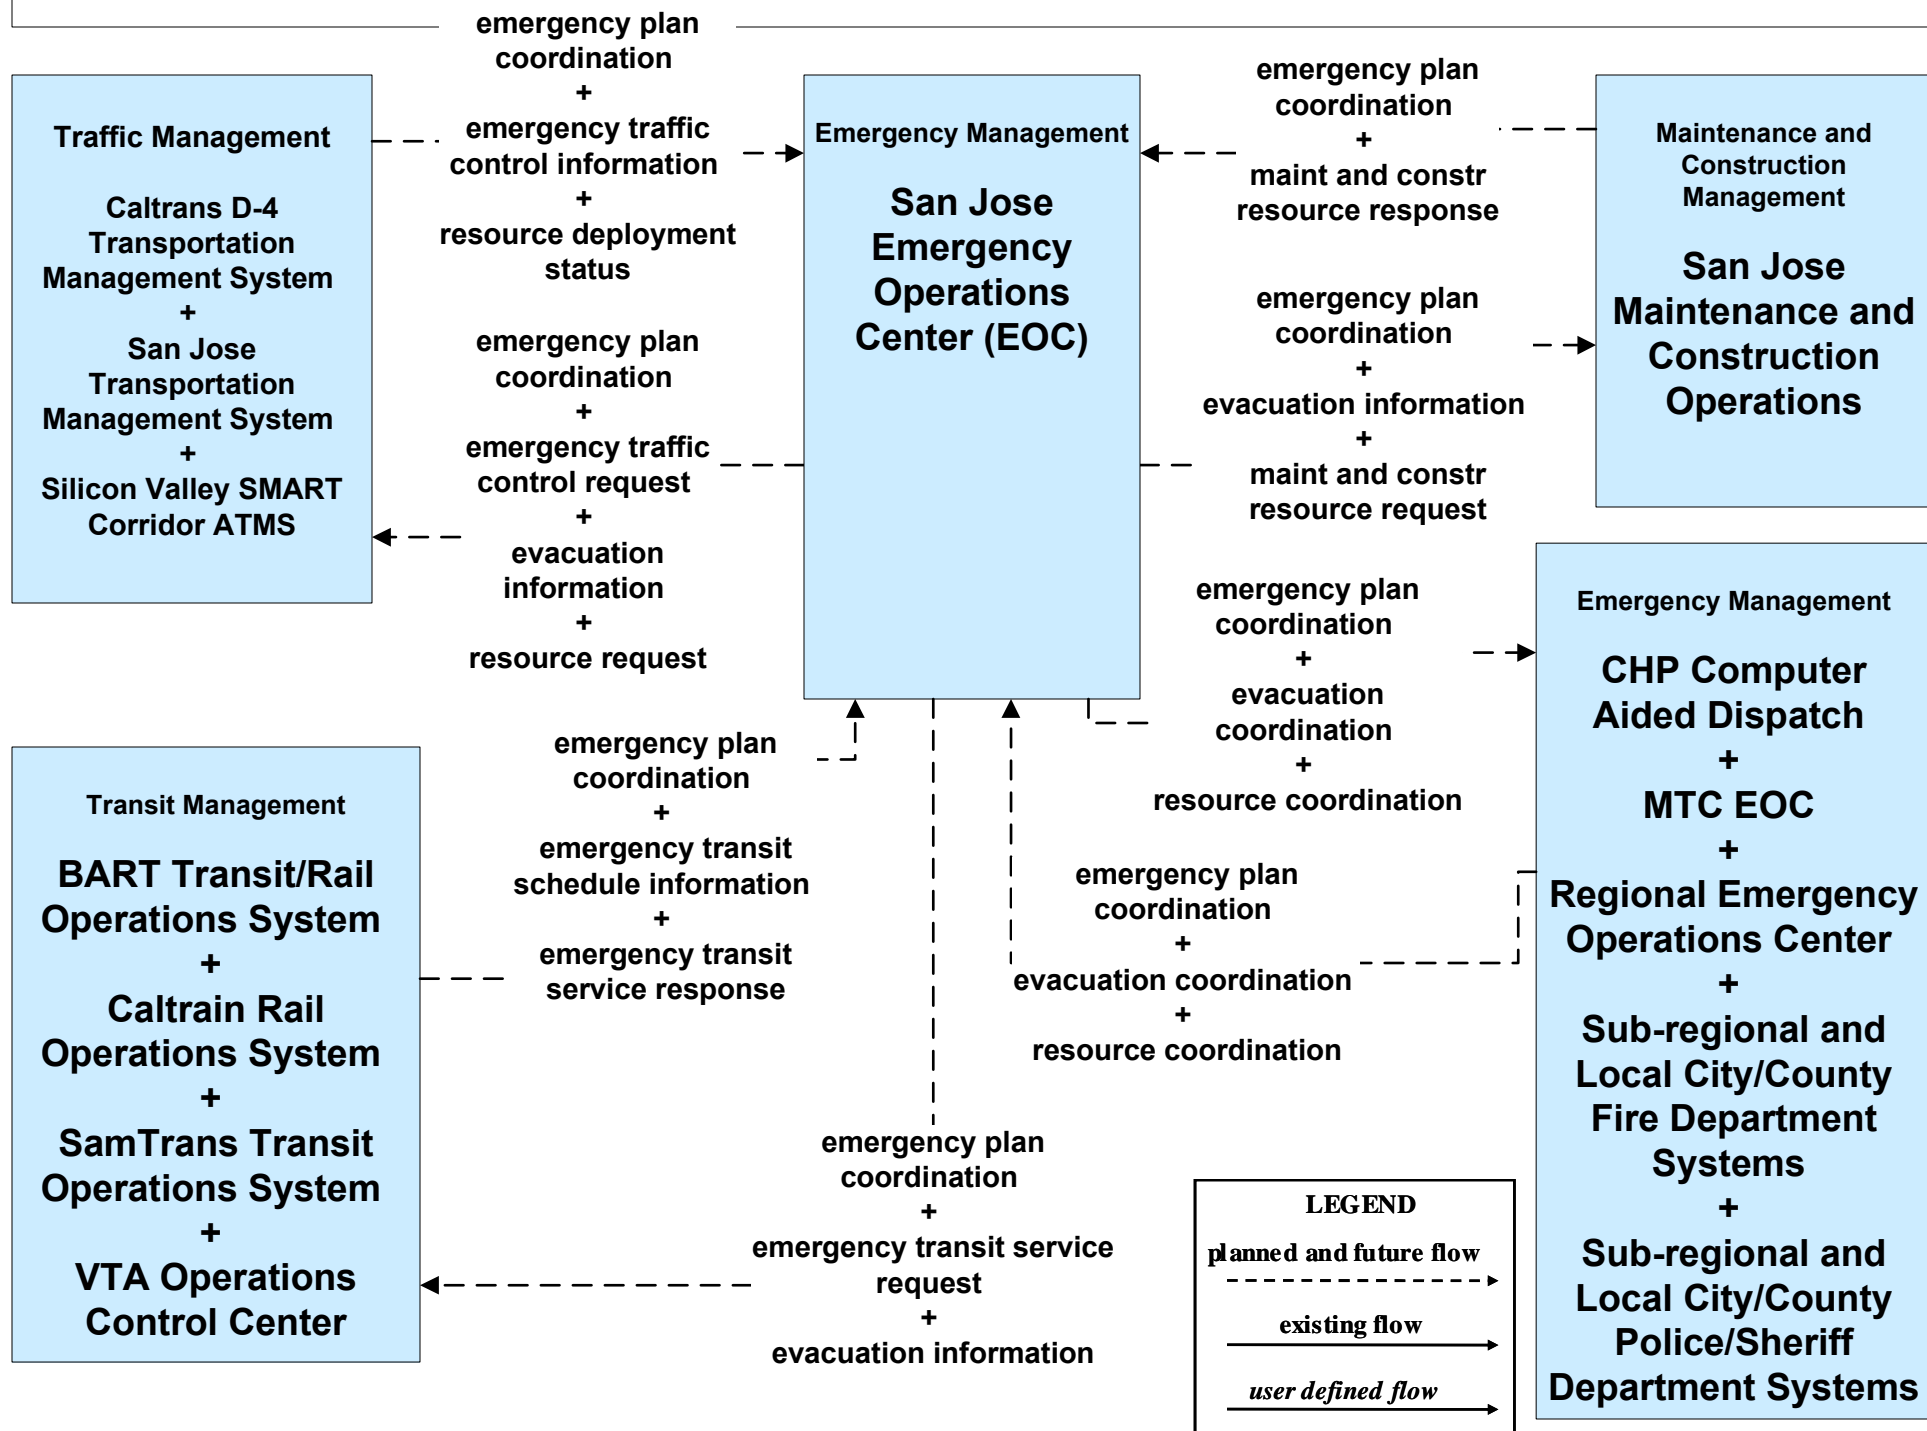 emergency plan
coordination
+
emergency traffic
control information
+
resource deployment
status
Traffic Management
Caltrans D-4
Transportation
Management System
+
San Jose
Transportation
Management System
+
Silicon Valley SMART
Corridor ATMS
emergency plan
coordination
+
emergency traffic
control request
+
evacuation
information
+
resource request
Emergency Management
San Jose
Emergency
Operations
Center (EOC)
emergency plan
coordination
+
maint and constr
resource response
emergency plan
coordination
+
evacuation information
+
maint and constr
resource request
Maintenance and
Construction
Management
San Jose
Maintenance and
Construction
Operations
emergency plan
coordination
+
evacuation
coordination
+
resource coordination
Emergency Management
CHP Computer
Aided Dispatch
+
MTC EOC
+
Regional Emergency
Operations Center
+
Sub-regional and
Local City/County
Fire Department
Systems
+
Sub-regional and
Local City/County
Police/Sheriff
Department Systems
emergency plan
coordination
+
evacuation coordination
+
resource coordination
Transit Management
BART Transit/Rail
Operations System
+
Caltrain Rail
Operations System
+
SamTrans Transit
Operations System
+
VTA Operations
Control Center
emergency plan
coordination
+
emergency transit
schedule information
+
emergency transit
service response
emergency plan
coordination
+
emergency transit service
request
+
evacuation information
LEGEND
planned and future flow
existing flow
user defined flow